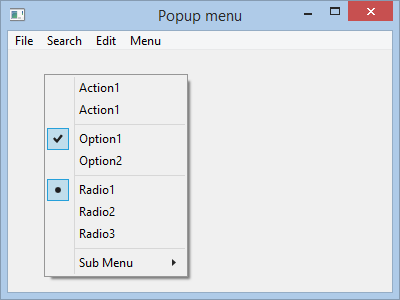 Popup menu
File Search Edit Menu
Action1
Action1
Option1
Option2
Radio1
Radio2
Radio3
Sub Menu